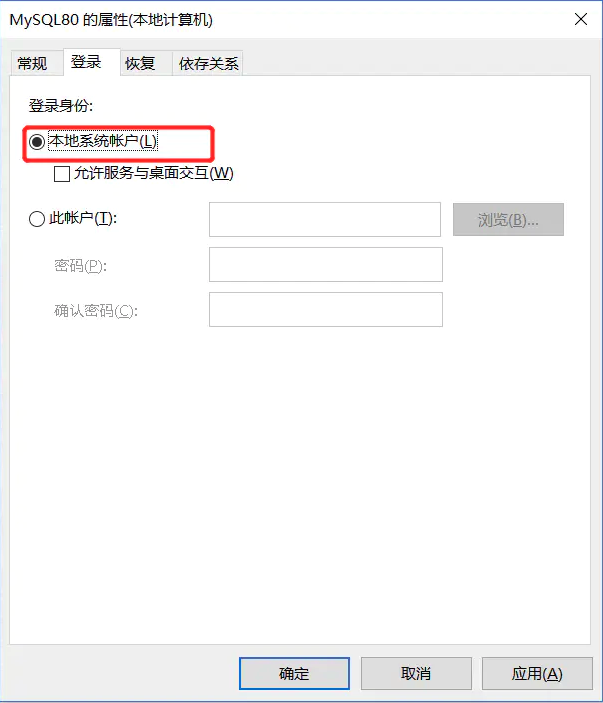 MySQL80 的属性(本地计算机)
常规 登录 恢复 依存关系
登录身份:
本地系统帐户(L)
允许服务与桌面交互(W)
此帐户(T): 浏览(B)...
密码(P):
确认密码(C):
确定 取消 应用(A)